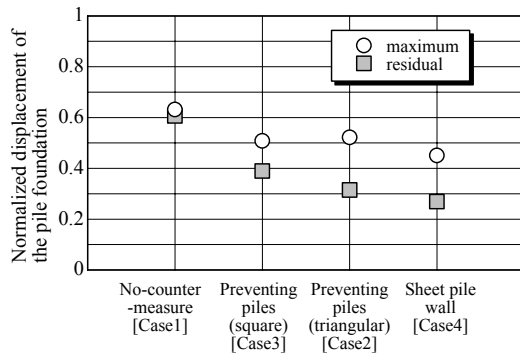 Normalized displacement of
the pile foundation
1
0.8
0.6
0.4
0.2
0
maximum
residual
No-counter
-measure
[Case1]
Preventing
piles
(square)
[Case3]
Preventing
piles
(triangular)
[Case2]
Sheet pile
wall
[Case4]